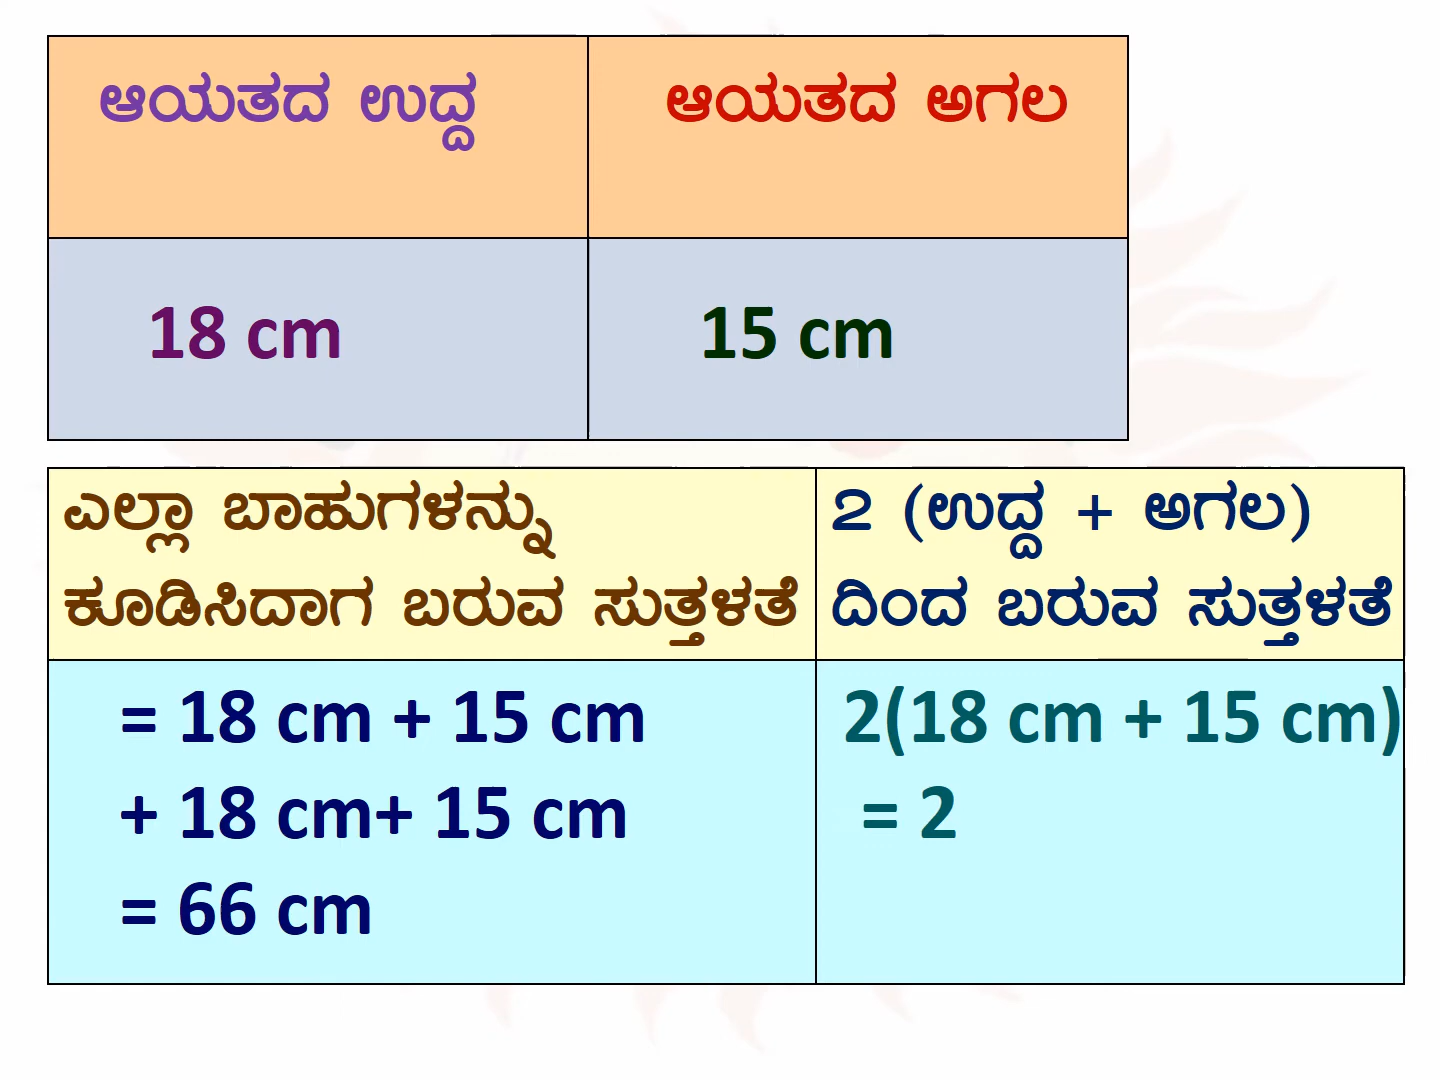 ಆಯತದ ಉದ್ದ
ಆಯತದ ಅಗಲ
18 cm
15 cm
ಎಲ್ಲಾ ಬಾಹುಗಳನ್ನು
ಕೂಡಿಸಿದಾಗ ಬರುವ ಸುತ್ತಳತೆ
೨ (ಉದ್ದ + ಅಗಲ)
ದಿಂದ ಬರುವ ಸುತ್ತಳತೆ
= 18 cm + 15 cm
+ 18 cm+ 15 cm
= 66 cm
2(18 cm + 15 cm)
= 2